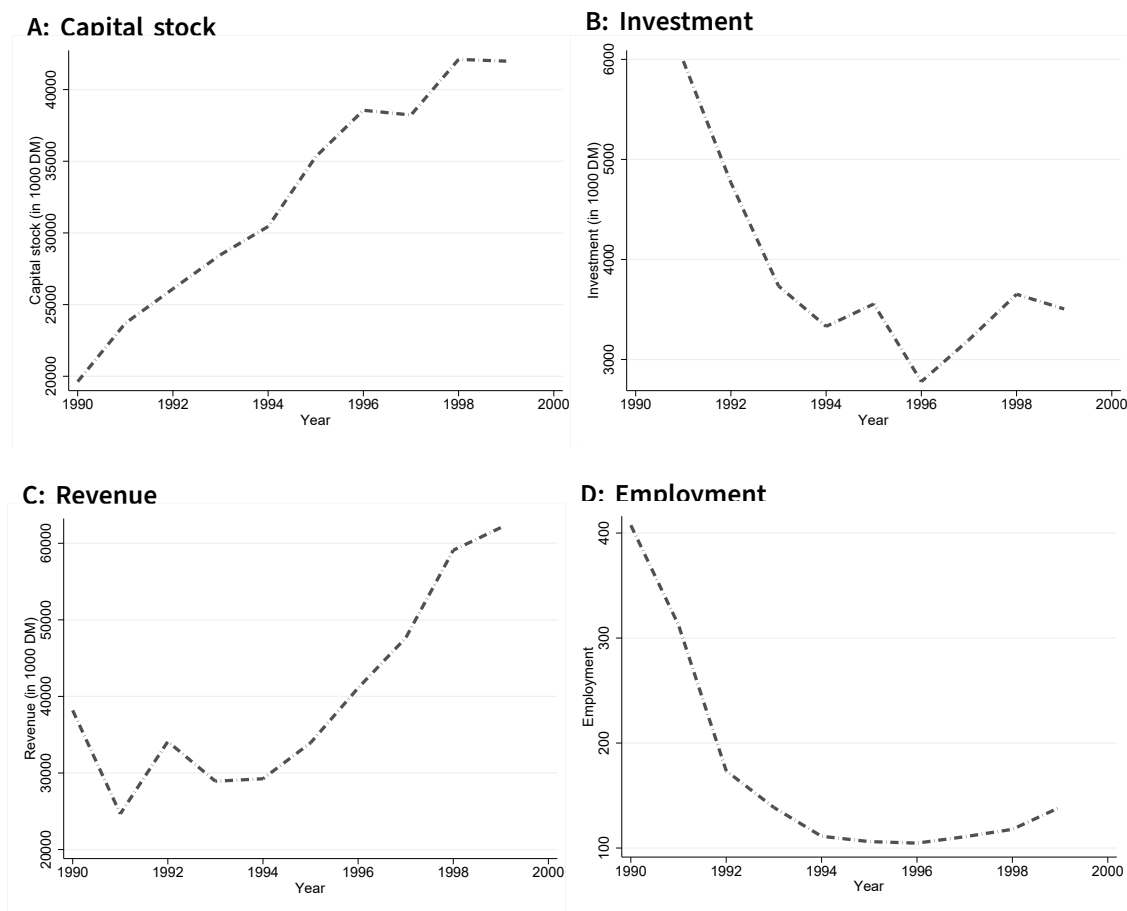 A: Capital stock
Capital stock (in 1000 DM)
40000
35000
30000
25000
20000
1990 1992 1994 1996 1998 2000
Year
B: Investment
Investment (in 1000 DM)
6000
5000
4000
3000
1990 1992 1994 1996 1998 2000
Year
C: Revenue
Revenue (in 1000 DM)
60000
50000
40000
30000
20000
1990 1992 1994 1996 1998 2000
Year
D: Employment
Employment
400
300
200
100
1990 1992 1994 1996 1998 2000
Year